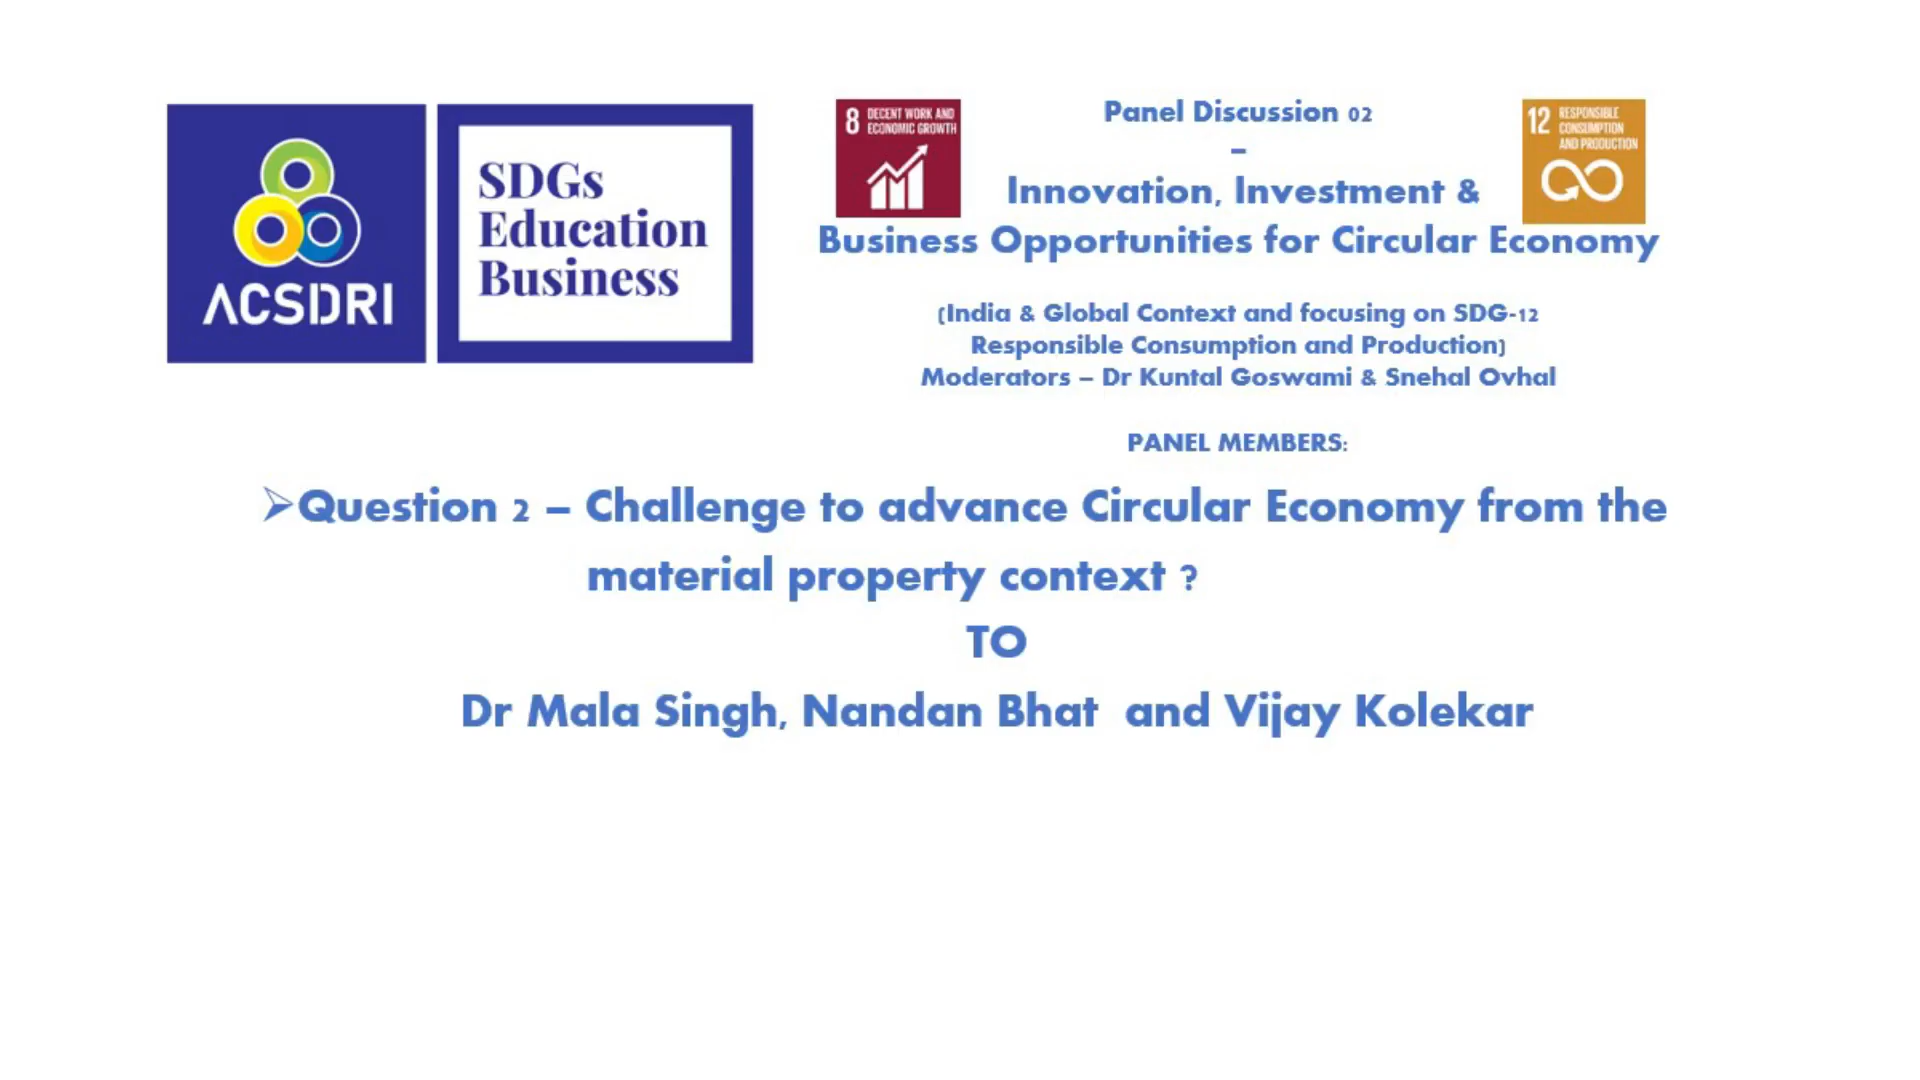 ACSDRI
SDGs
Education
Business
8 DECENT WORK AND
ECONOMIC GROWTH
Panel Discussion 02
–
Innovation, Investment &
Business Opportunities for Circular Economy
12 RESPONSIBLE
CONSUMPTION
AND PRODUCTION
(India & Global Context and focusing on SDG-12
Responsible Consumption and Production)
Moderators – Dr Kuntal Goswami & Snehal Ovhal
PANEL MEMBERS:
➢Question 2 – Challenge to advance Circular Economy from the
material property context ?
TO
Dr Mala Singh, Nandan Bhat and Vijay Kolekar